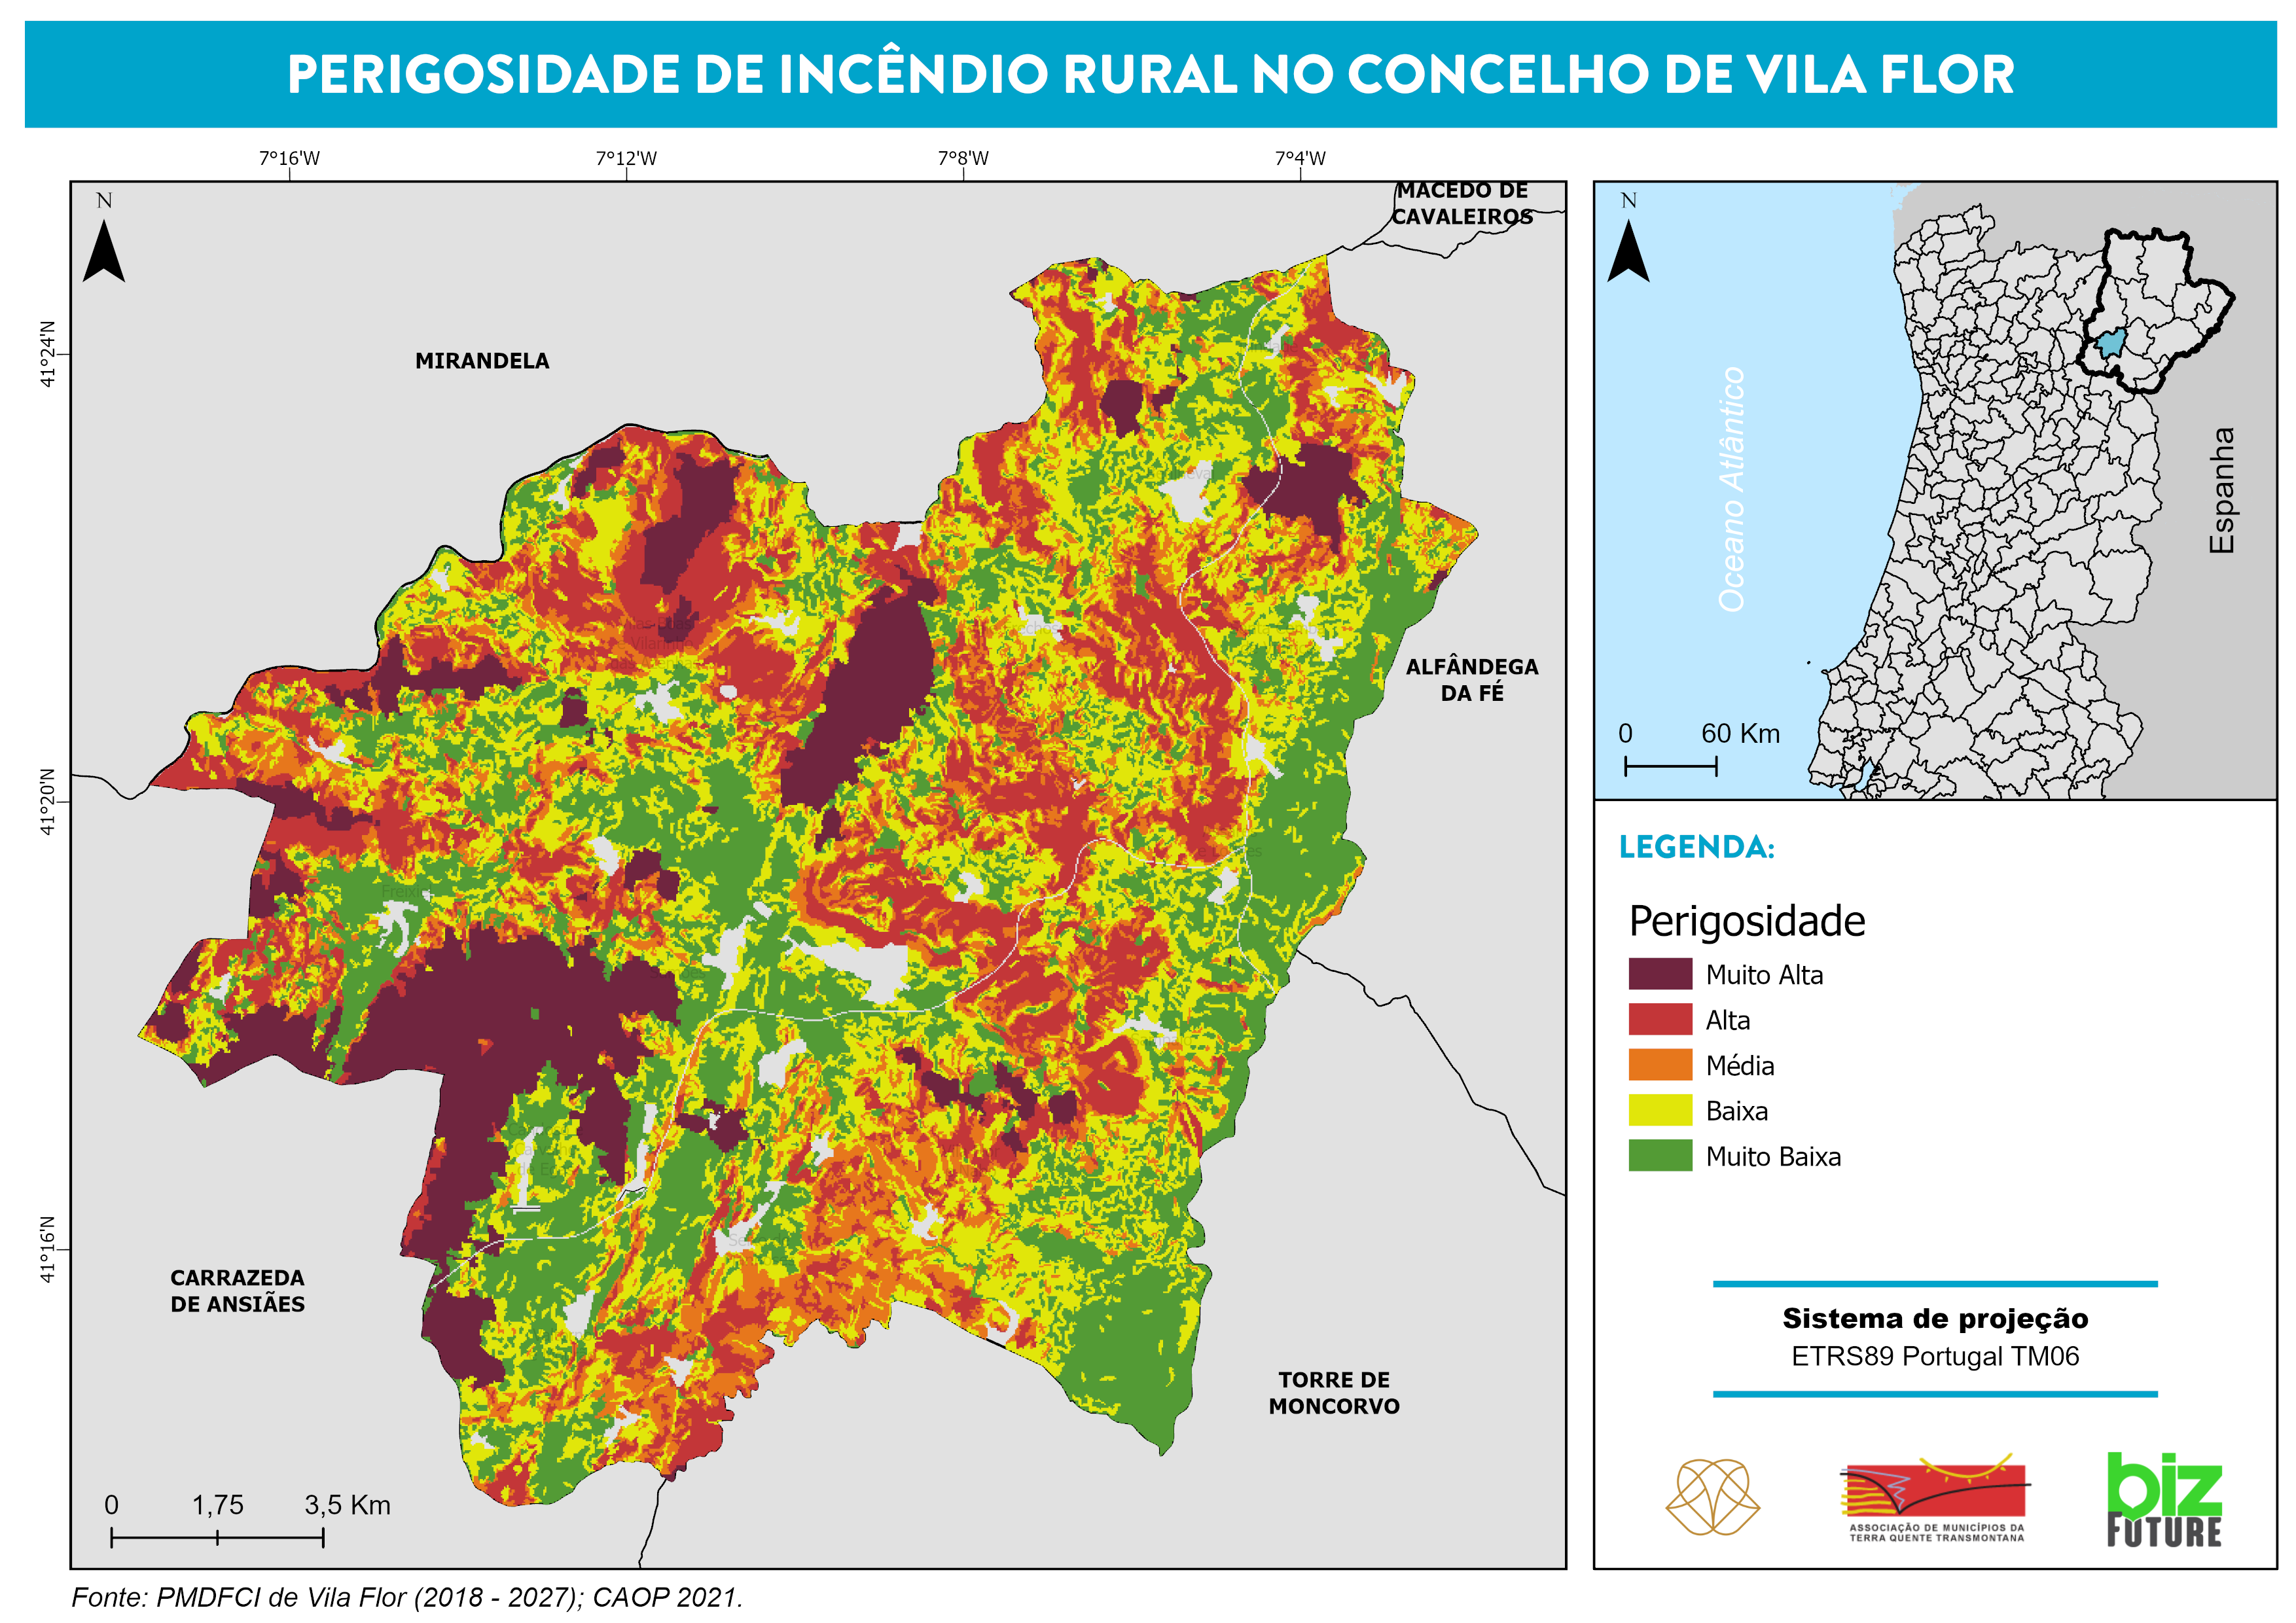 PERIGOSIDADE DE INCÊNDIO RURAL NO CONCELHO DE VILA FLOR
7°16'W
7°12'W
7°8'W
7°4'W
41°24'N
41°20'N
41°16'N
N
MACEDO DE
CAVALEIROS
MIRANDELA
ALFÂNDEGA
DA FÉ
CARRAZEDA
DE ANSIÃES
TORRE DE
MONCORVO
0 1,75 3,5 Km
N
Oceano Atlântico
Espanha
0 60 Km
LEGENDA:
Perigosidade
Muito Alta
Alta
Média
Baixa
Muito Baixa
Sistema de projeção
ETRS89 Portugal TM06
ASSOCIAÇÃO DE MUNICÍPIOS DA
TERRA QUENTE TRANSMONTANA
biz
FUTURE
Fonte: PMDFCI de Vila Flor (2018 - 2027); CAOP 2021.